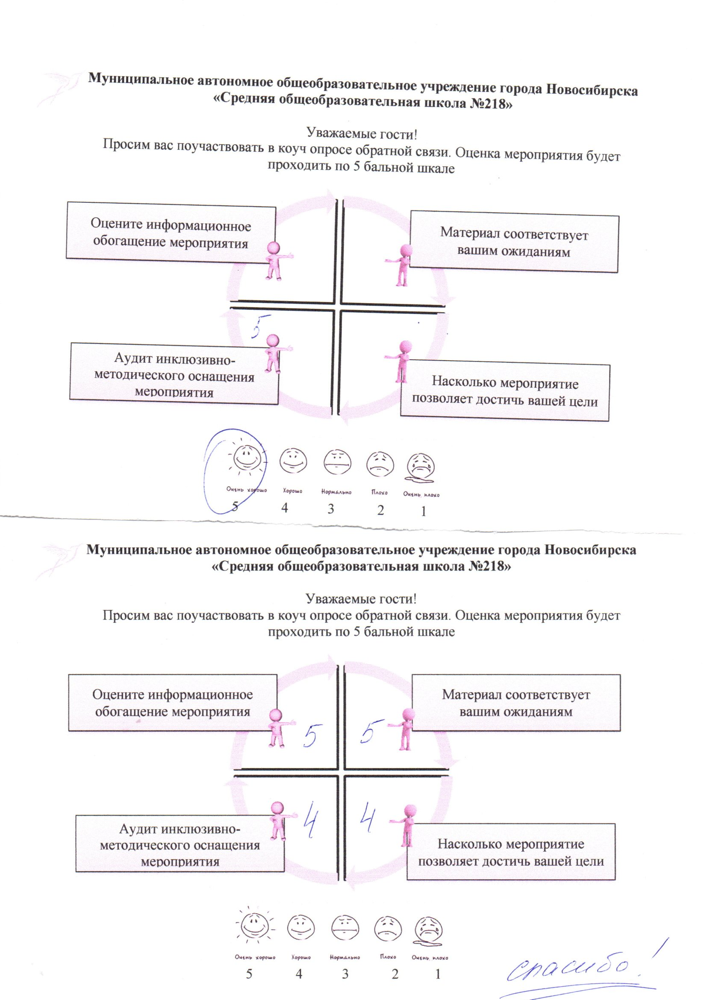 Муниципальное автономное общеобразовательное учреждение города Новосибирска
«Средняя общеобразовательная школа №218»
Уважаемые гости!
Просим вас поучаствовать в коуч опросе обратной связи. Оценка мероприятия будет
проходить по 5 бальной шкале
Оцените информационное
обогащение мероприятия
Материал соответствует
вашим ожиданиям
5
Аудит инклюзивно-
методического оснащения
мероприятия
Насколько мероприятие
позволяет достичь вашей цели
Очень хорошо Хорошо Нормально Плохо Очень плохо
5 4 3 2 1
Муниципальное автономное общеобразовательное учреждение города Новосибирска
«Средняя общеобразовательная школа №218»
Уважаемые гости!
Просим вас поучаствовать в коуч опросе обратной связи. Оценка мероприятия будет
проходить по 5 бальной шкале
Оцените информационное
обогащение мероприятия
Материал соответствует
вашим ожиданиям
5 5
4 4
Аудит инклюзивно-
методического оснащения
мероприятия
Насколько мероприятие
позволяет достичь вашей цели
Очень хорошо Хорошо Нормально Плохо Очень плохо
5 4 3 2 1
спасибо!